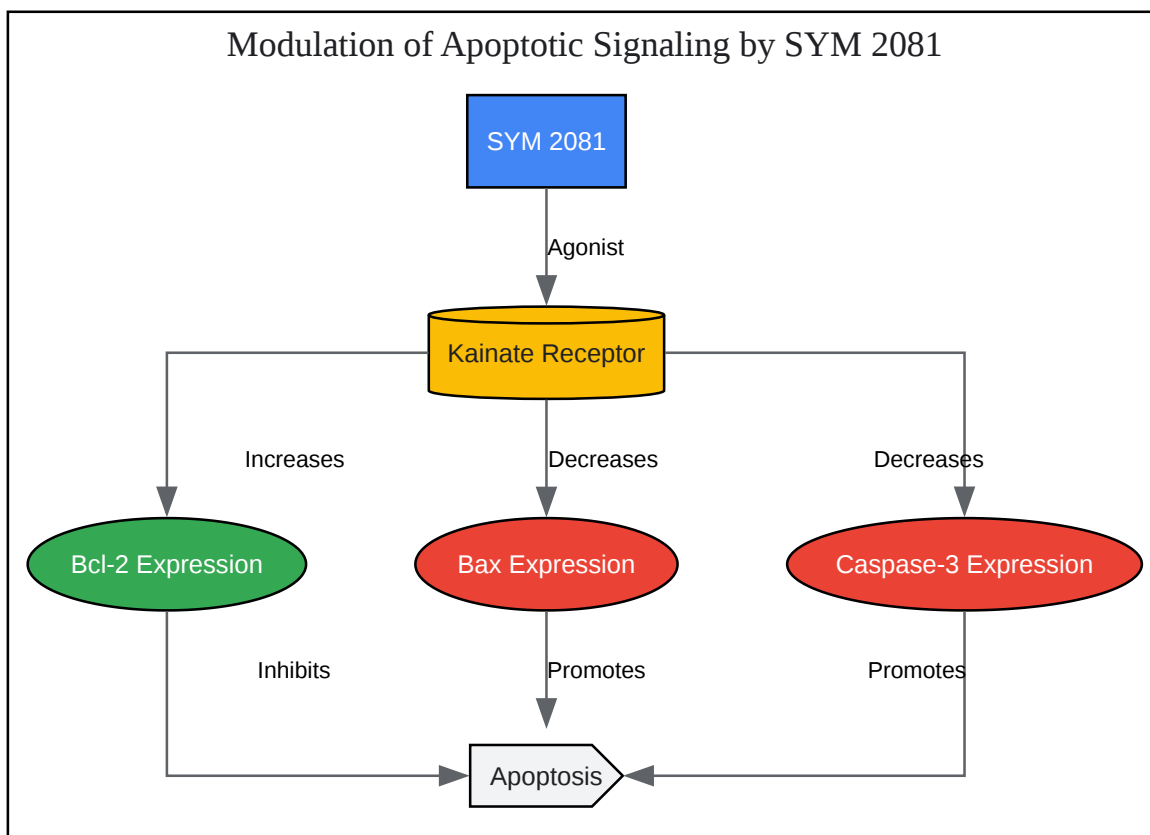 Modulation of Apoptotic Signaling by SYM 2081
SYM 2081
Agonist
Kainate Receptor
Increases
Decreases
Decreases
Bcl-2 Expression
Bax Expression
Caspase-3 Expression
Inhibits
Promotes
Promotes
Apoptosis